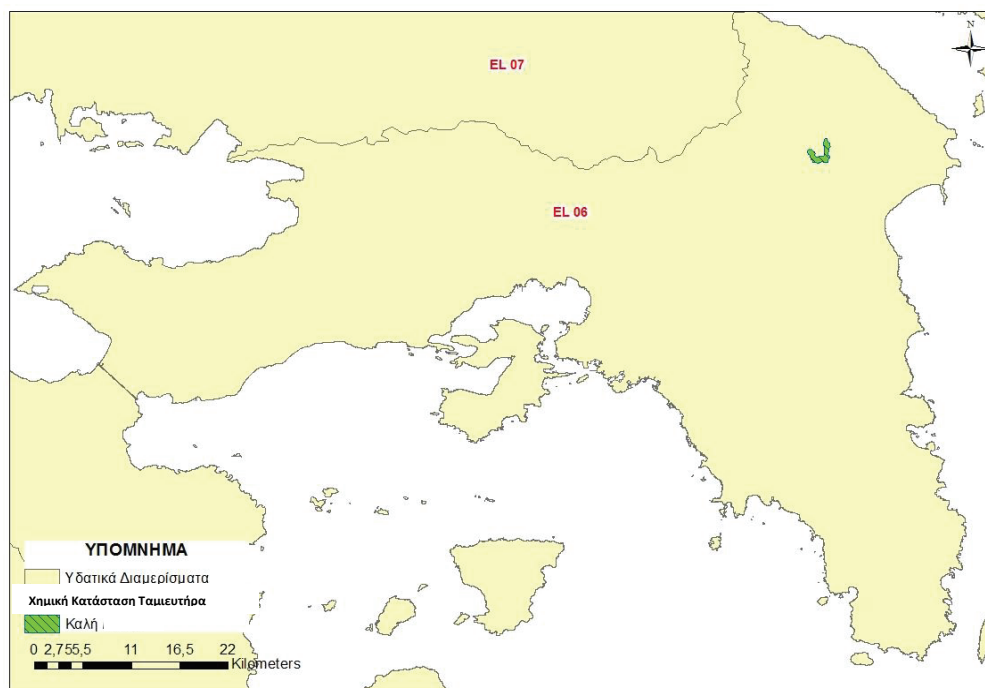 N
EL 07
EL 06
ΥΠΟΜΝΗΜΑ
Υδατικά Διαμερίσματα
Χημική Κατάσταση Ταμιευτήρα
Καλή
0 2,75 5,5 11 16,5 22
Kilometers